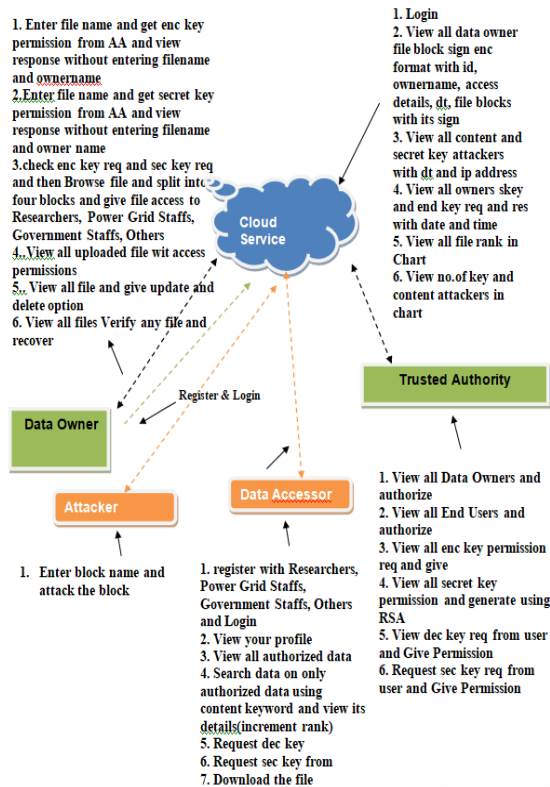 1. Enter file name and get enc key
permission from AA and view
response without entering filename
and ownername
2.Enter file name and get secret key
permission from AA and view
response without entering filename
and owner name
3.check enc key req and sec key req
and then Browse file and split into
four blocks and give file access to
Researchers, Power Grid Staffs,
Government Staffs, Others
4..View all uploaded file wit access
permissions
5.. View all file and give update and
delete option
6. View all files Verify any file and
recover
1. Login
2. View all data owner
file block sign enc
format with id,
ownername, access
details, dt, file blocks
with its sign
3. View all content and
secret key attackers
with dt and ip address
4. View all owners skey
and end key req and res
with date and time
5. View all file rank in
Chart
6. View no.of key and
content attackers in
chart
Cloud
Service
Register & Login
Data Owner
Trusted Authority
Attacker
Data Accessor
1. Enter block name and
attack the block
1. register with Researchers,
Power Grid Staffs,
Government Staffs, Others
and Login
2. View your profile
3. View all authorized data
4. Search data on only
authorized data using
content keyword and view its
details(increment rank)
5. Request dec key
6. Request sec key from
7. Download the file
1. View all Data Owners and
authorize
2. View all End Users and
authorize
3. View all enc key permission
req and give
4. View all secret key
permission and generate using
RSA
5. View dec key req from user
and Give Permission
6. Request sec key req from
user and Give Permission